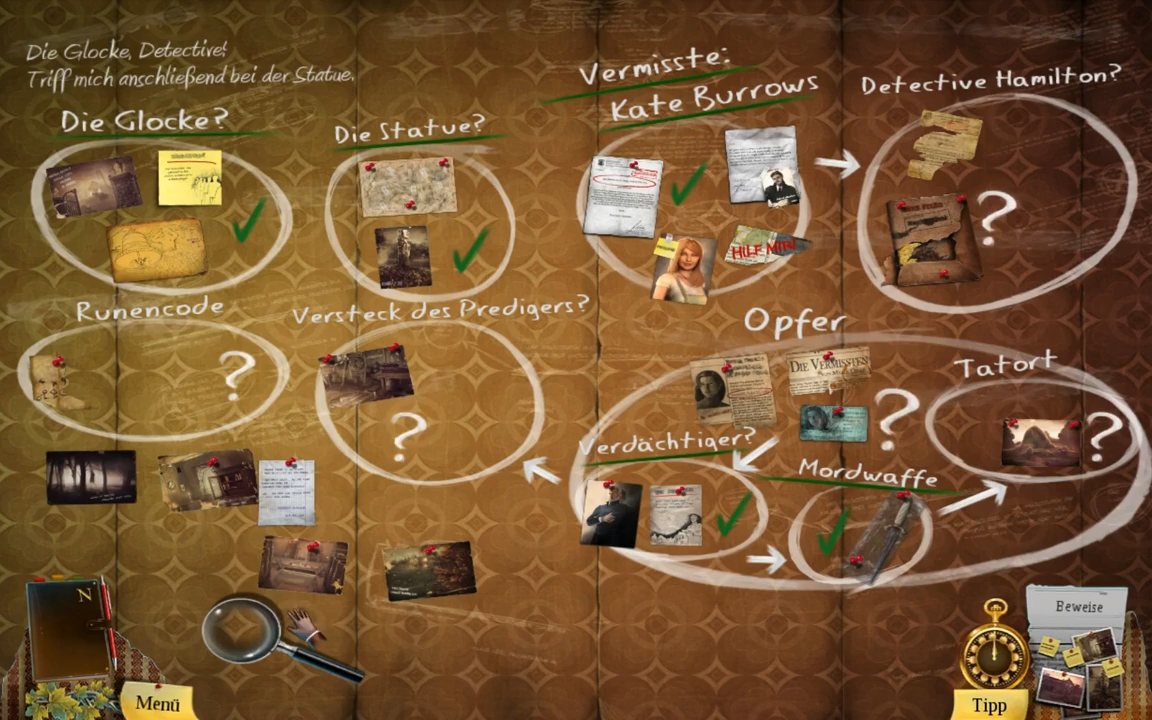 Die Glocke, Detective!
Triff mich anschließend bei der Statue.
Die Glocke?
Die Statue?
Vermisste:
Kate Burrows
Detective Hamilton?
HILF MIR!
Runencode
?
Versteck des Predigers?
?
Opfer
DIE VERMISSTEN
?
Tatort
?
Verdächtiger?
Mordwaffe
?
N
Menü
Tipp
Beweise